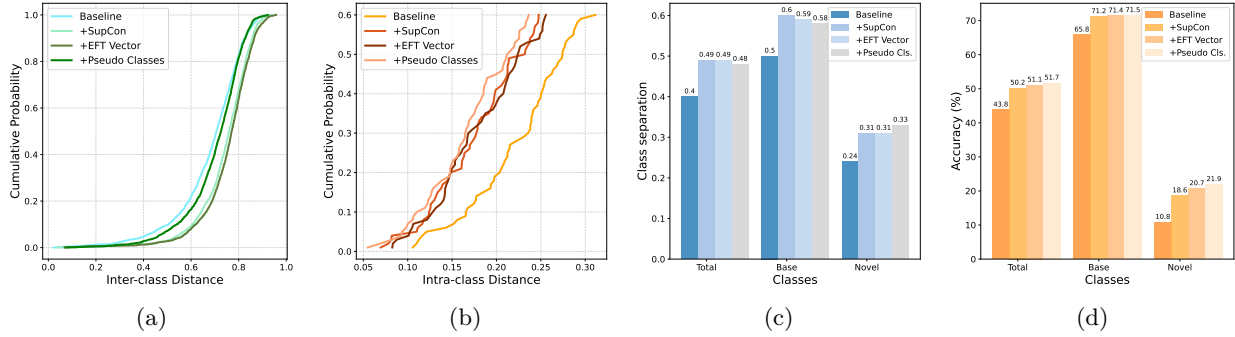 Baseline
+SupCon
+EFT Vector
+Pseudo Classes
1.0
0.8
0.6
0.4
0.2
0.0
Cumulative Probability
0.0 0.2 0.4 0.6 0.8 1.0
Inter-class Distance
(a)
Baseline
+SupCon
+EFT Vector
+Pseudo Classes
0.6
0.5
0.4
0.3
0.2
0.1
0.0
Cumulative Probability
0.05 0.10 0.15 0.20 0.25 0.30
Intra-class Distance
(b)
Baseline
+SupCon
+EFT Vector
+Pseudo Cls.
0.6
0.5
0.4
0.3
0.2
0.1
0.0
Class separation
0.4 0.49 0.49 0.48
0.5 0.6 0.59 0.58
0.24 0.31 0.31 0.33
Total Base Novel
Classes
(c)
Baseline
+SupCon
+EFT Vector
+Pseudo Cls.
80
70
60
50
40
30
20
10
0
Accuracy (%)
43.8 50.2 51.1 51.7
65.8 71.2 71.4 71.5
10.8 18.6 20.7 21.9
Total Base Novel
Classes
(d)